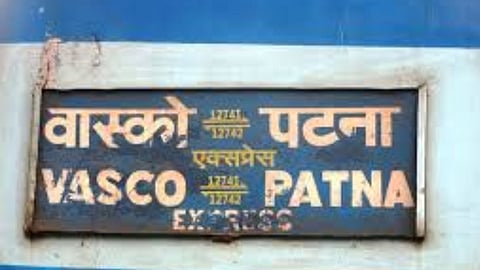 वास्को 12741 पटना
12742
एक्सप्रेस
VASCO 12741 PATNA
12742
EXPRESS